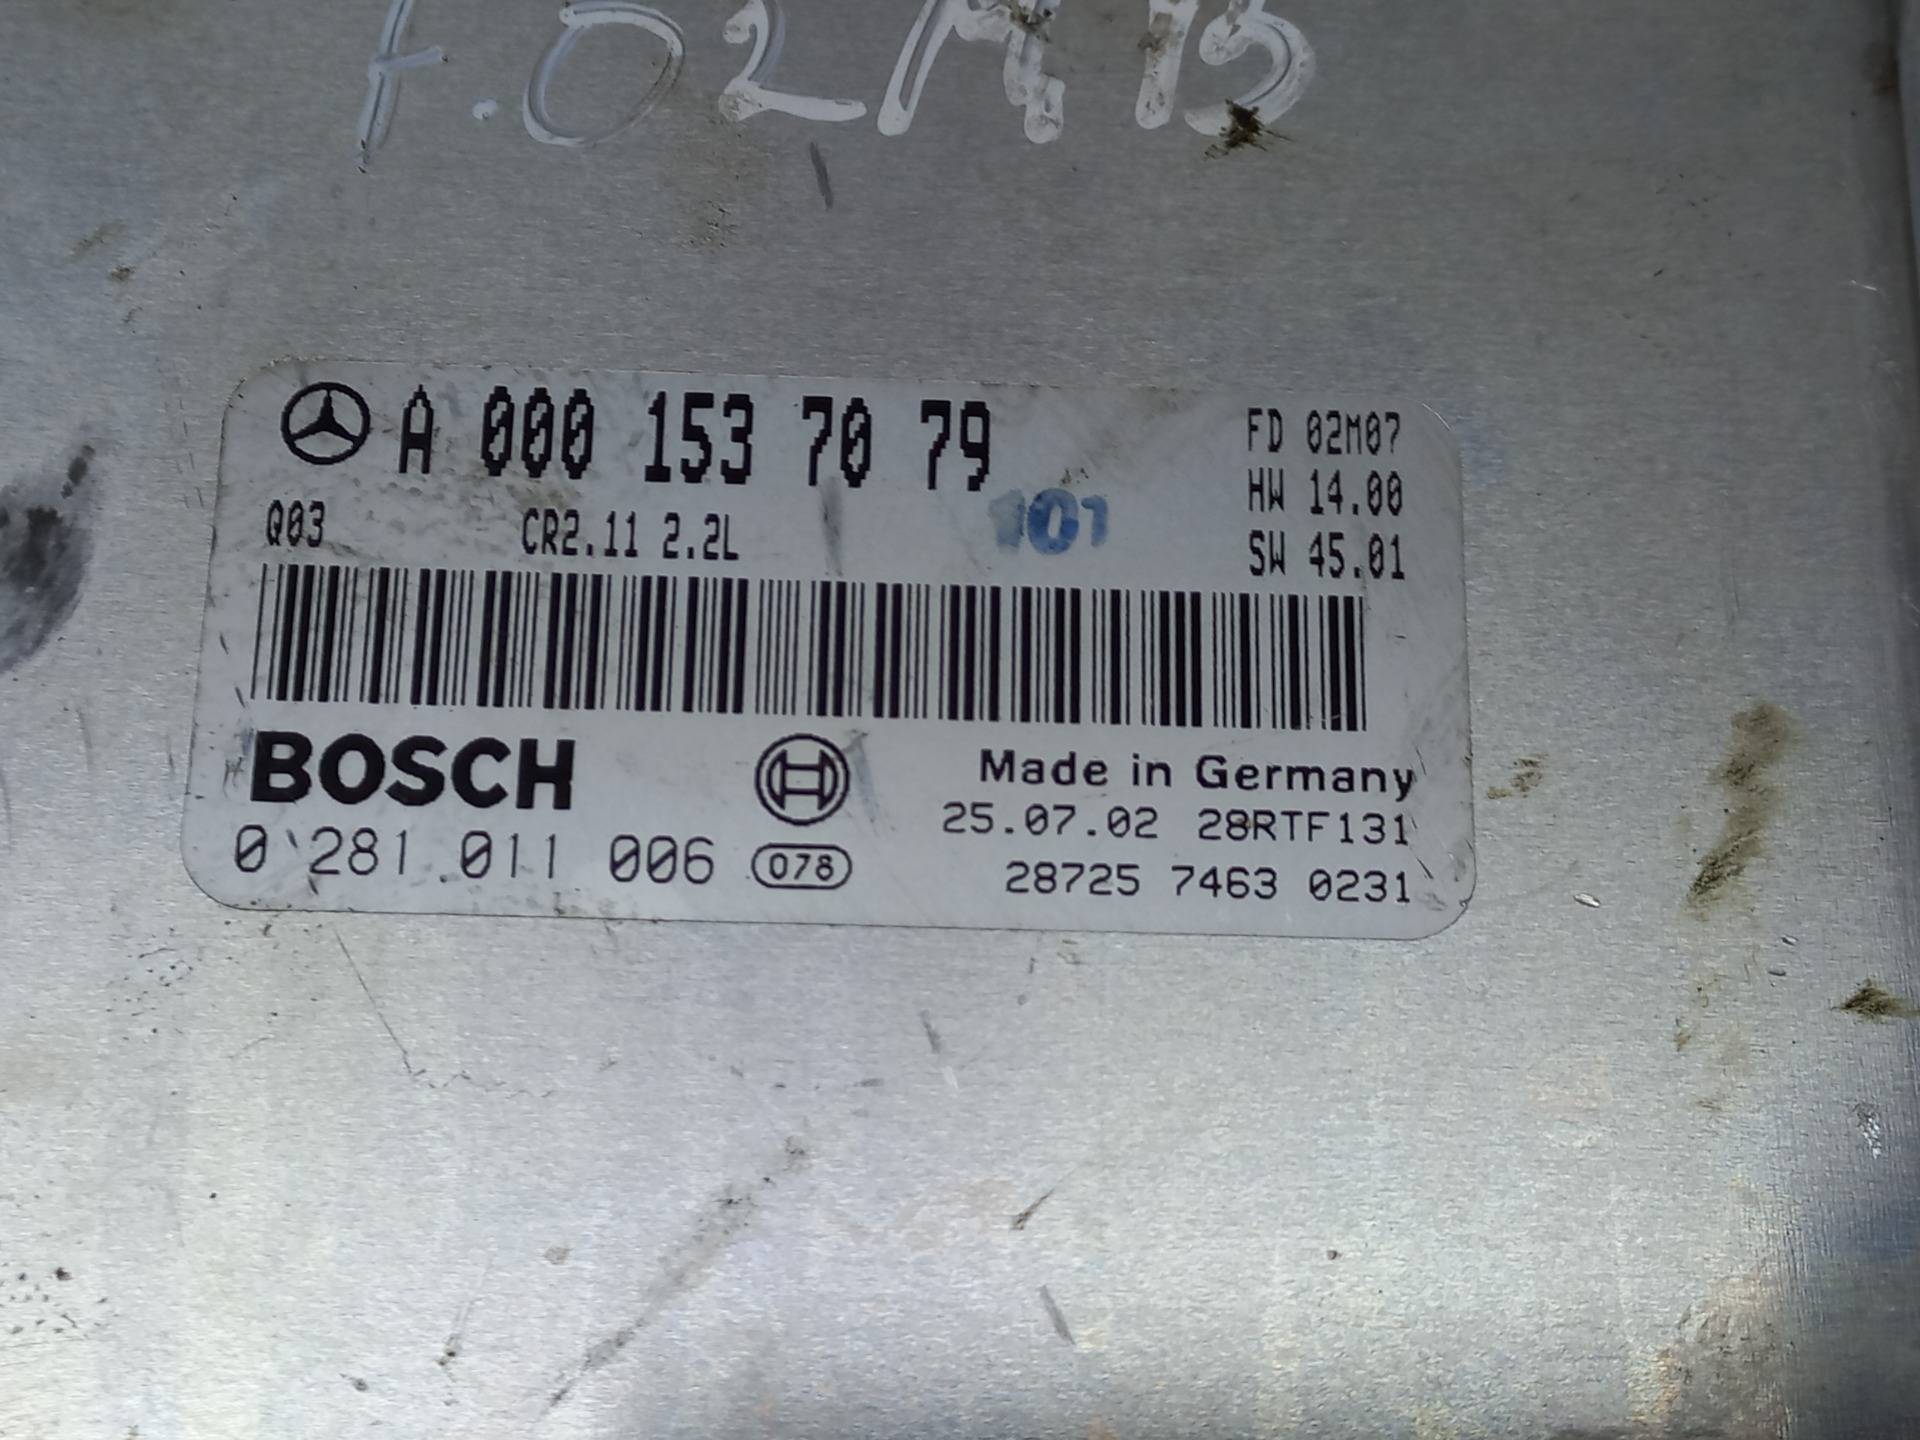 A 000 153 70 79
FD 02M07
HW 14.00
SW 45.01
Q03 CR2.11 2.2L
101
BOSCH
Made in Germany
25.07.02 28RTF131
0 281 011 006 078
28725 7463 0231